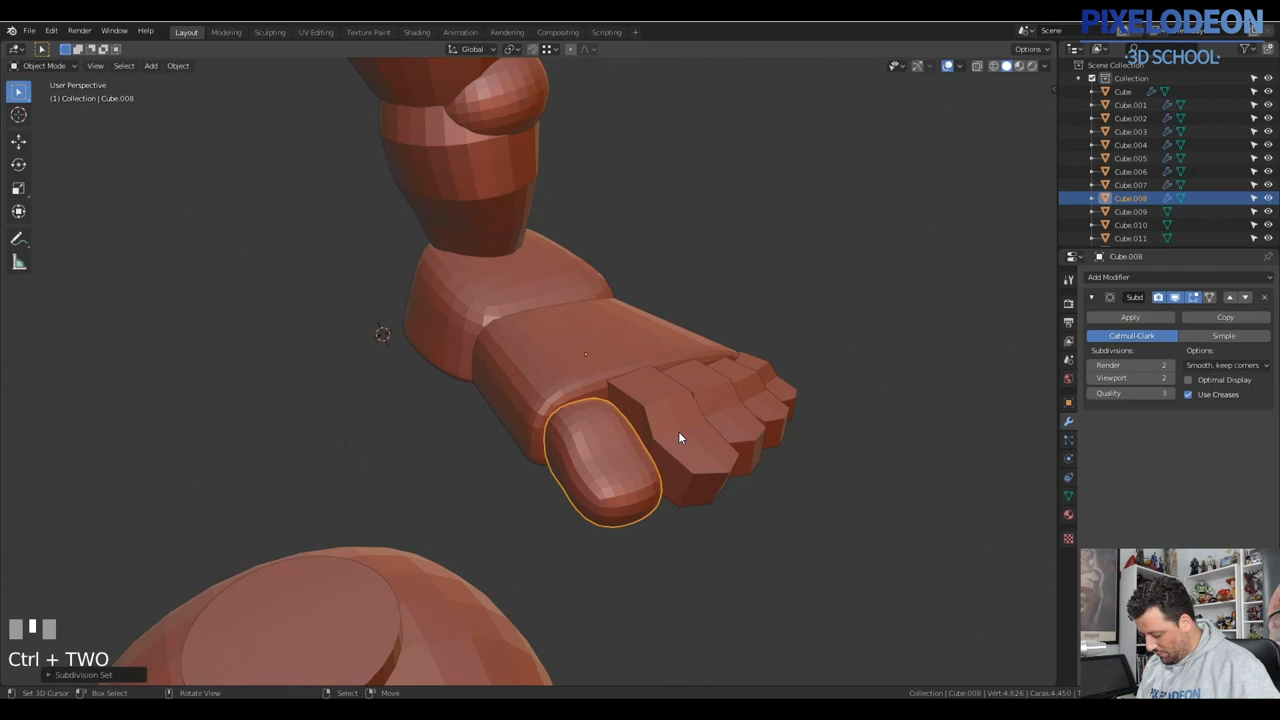 File Edit Render Window Help Layout Modeling Sculpting UV Editing Texture Paint Shading Animation Rendering Compositing Scripting + Scene
PIXELODEON
3D SCHOOL
Global Options
Object Mode View Select Add Object
Scene Collection
User Perspective
(1) Collection | Cube.008
Collection
Cube
Cube.001
Cube.002
Cube.003
Cube.004
Cube.005
Cube.006
Cube.007
Cube.008
Cube.009
Cube.010
Cube.011
Cube.008
Add Modifier
Subd
Apply Copy
Catmull-Clark Simple
Subdivisions: Options:
Render 2 Smooth, keep corners
Viewport 2 Optimal Display
Quality 3 Use Creases
Ctrl + TWO
Subdivision Set
PIXELODEON
Set 3D Cursor Box Select Rotate View Select Move Collection | Cube.008 | Vert:4,626 | Caras:4,450 | T